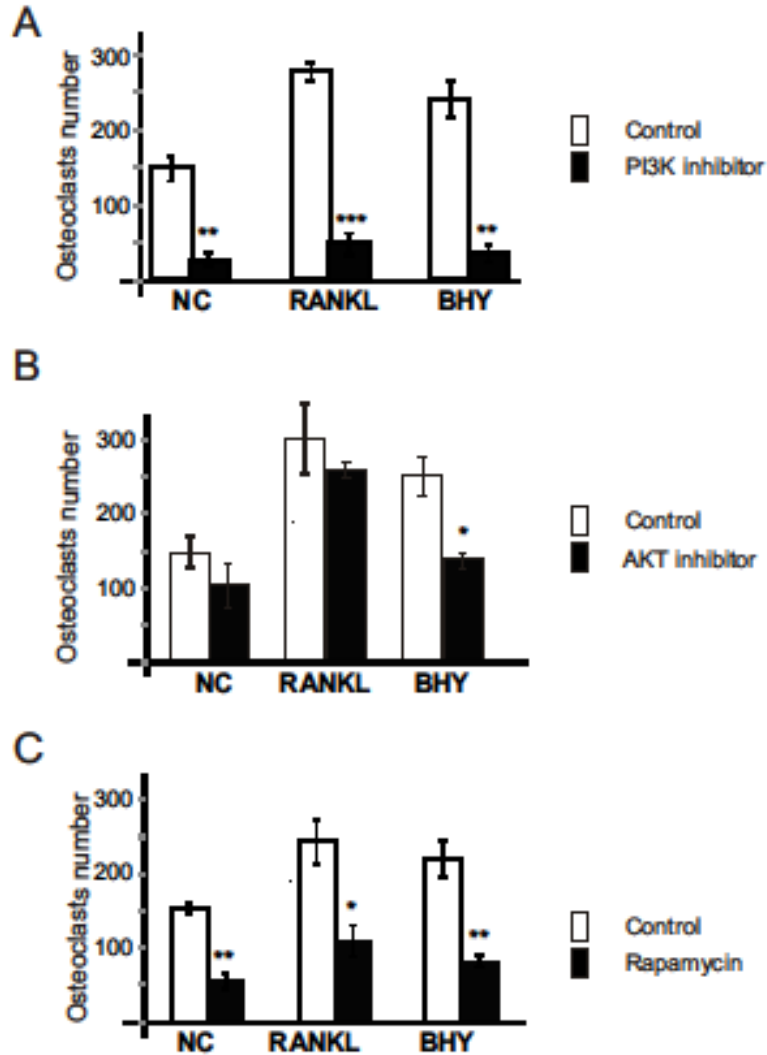 A
Osteoclasts number
300
200
100
**
***
**
NC RANKL BHY
Control
PI3K inhibitor
B
Osteoclasts number
300
200
100
*
NC RANKL BHY
Control
AKT inhibitor
C
Osteoclasts number
300
200
100
**
*
**
NC RANKL BHY
Control
Rapamycin